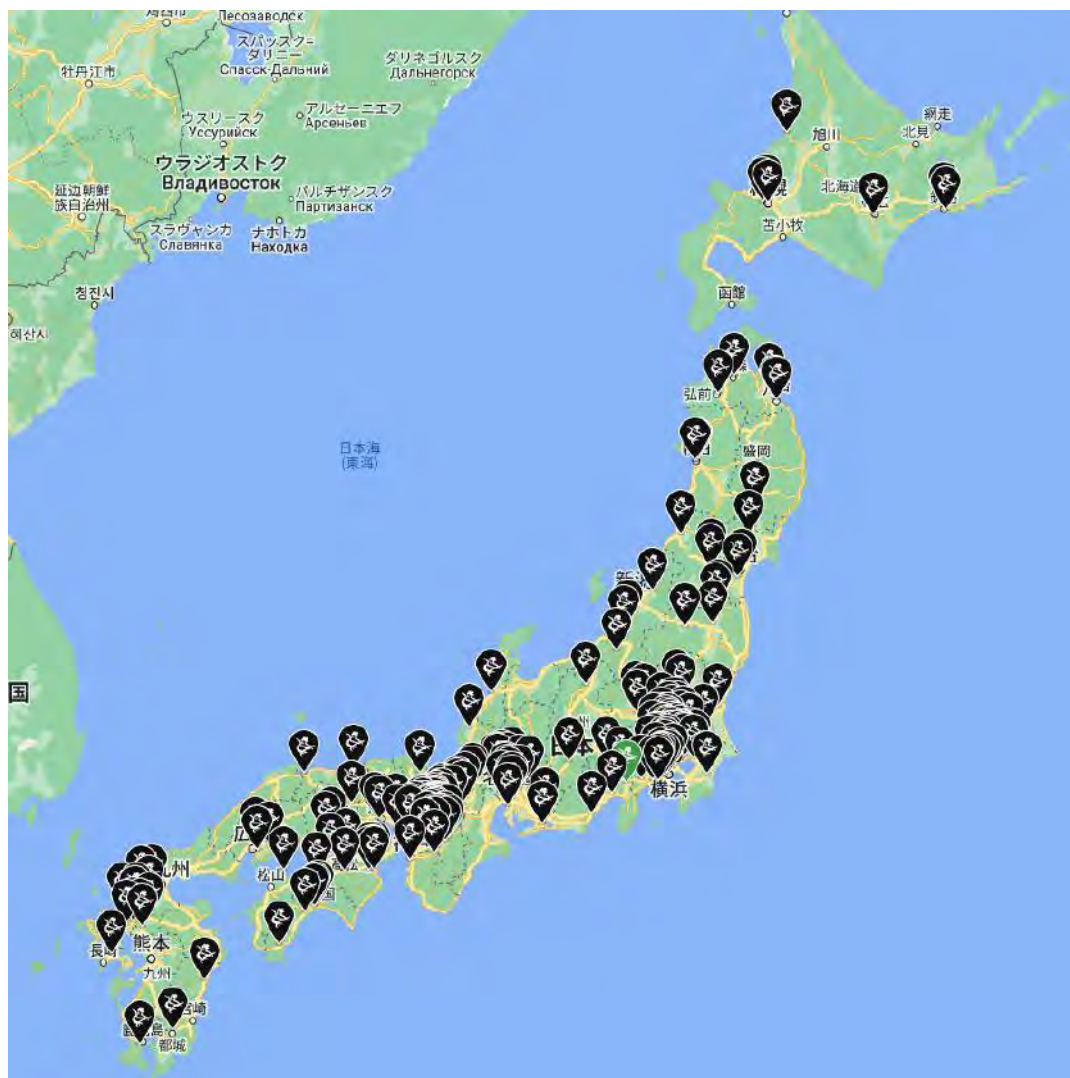 Лесозаводск
スパッスク=
ダリニー
Спасск-Дальний
ダリネゴルスク
Дальнегорск
牡丹江市
アルセーニエフ
Арсеньев
ウスリースク
Уссурийск
網走
北見
旭川
ウラジオストク
Владивосток
パルチザンスク
Партизанск
延边朝鮮
族自治州
北海道
苫小牧
スラヴャンカ
Славянка
ナホトカ
Находка
청진시
函館
혜산시
弘前
日本海
(東海)
盛岡
国
日本
横浜
松山
九州
長崎
熊本
九州
宮崎
都城